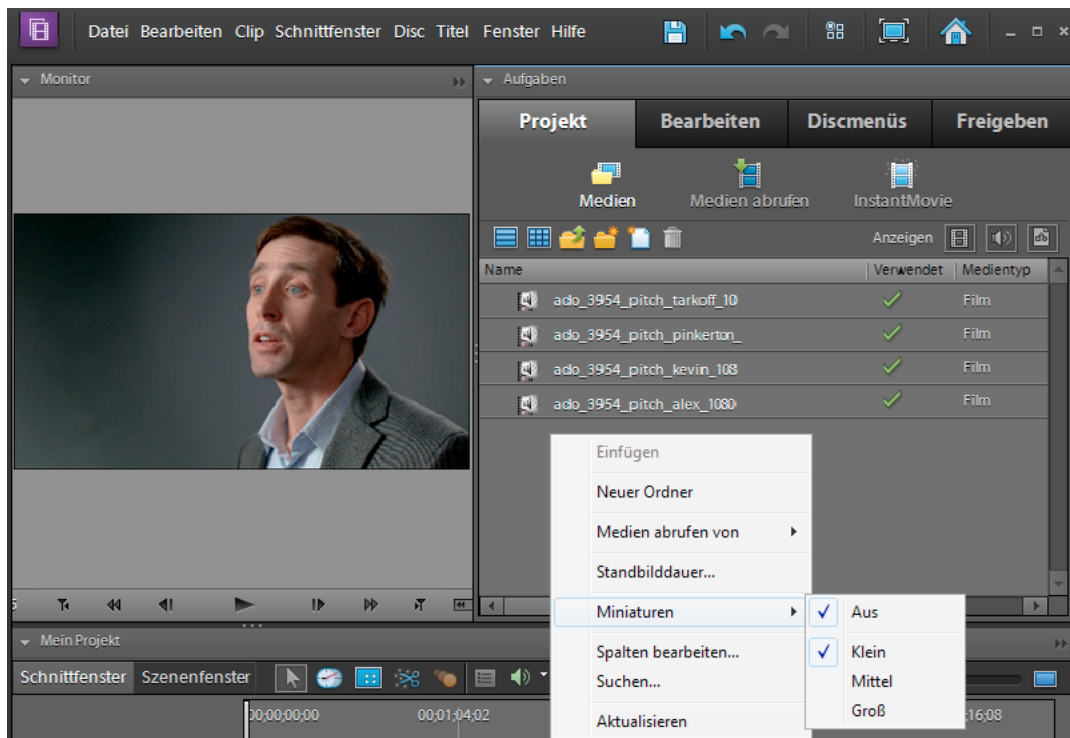 Datei Bearbeiten Clip Schnittfenster Disc Titel Fenster Hilfe
Monitor
Aufgaben
Projekt Bearbeiten Discmenüs Freigeben
Medien Medien abrufen InstantMovie
Anzeigen
Name Verwendet Medientyp
ado_3954_pitch_tarkoff_10 Film
ado_3954_pitch_pinkerton_ Film
ado_3954_pitch_kevin_108 Film
ado_3954_pitch_alex_1080 Film
Einfügen
Neuer Ordner
Medien abrufen von
Standbilddauer...
Miniaturen
Aus
Spalten bearbeiten...
Klein
Suchen...
Mittel
Aktualisieren
Groß
Mein Projekt
Schnittfenster Szenenfenster
00;00;00;00 00;01;04;02 ;16;08